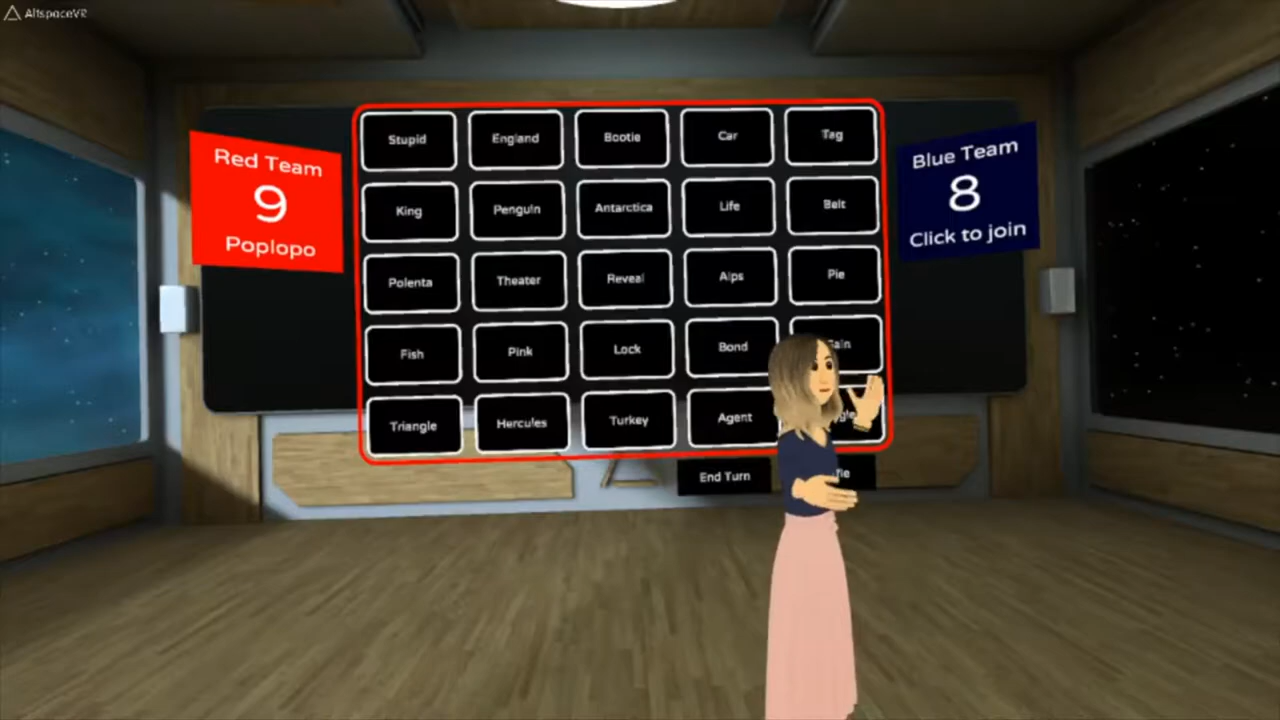 AltspaceVR
Red Team
9
Poplopo
Stupid England Bootie Car Tag
King Penguin Antarctica Life Belt
Polenta Theater Reveal Alps Pie
Fish Pink Lock Bond
Triangle Hercules Turkey Agent
End Turn
Blue Team
8
Click to join